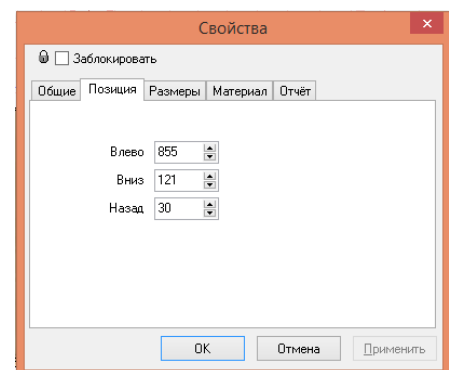 Свойства
Заблокировать
Общие Позиция Размеры Материал Отчёт
Влево 855
Вниз 121
Назад 30
OK Отмена Применить